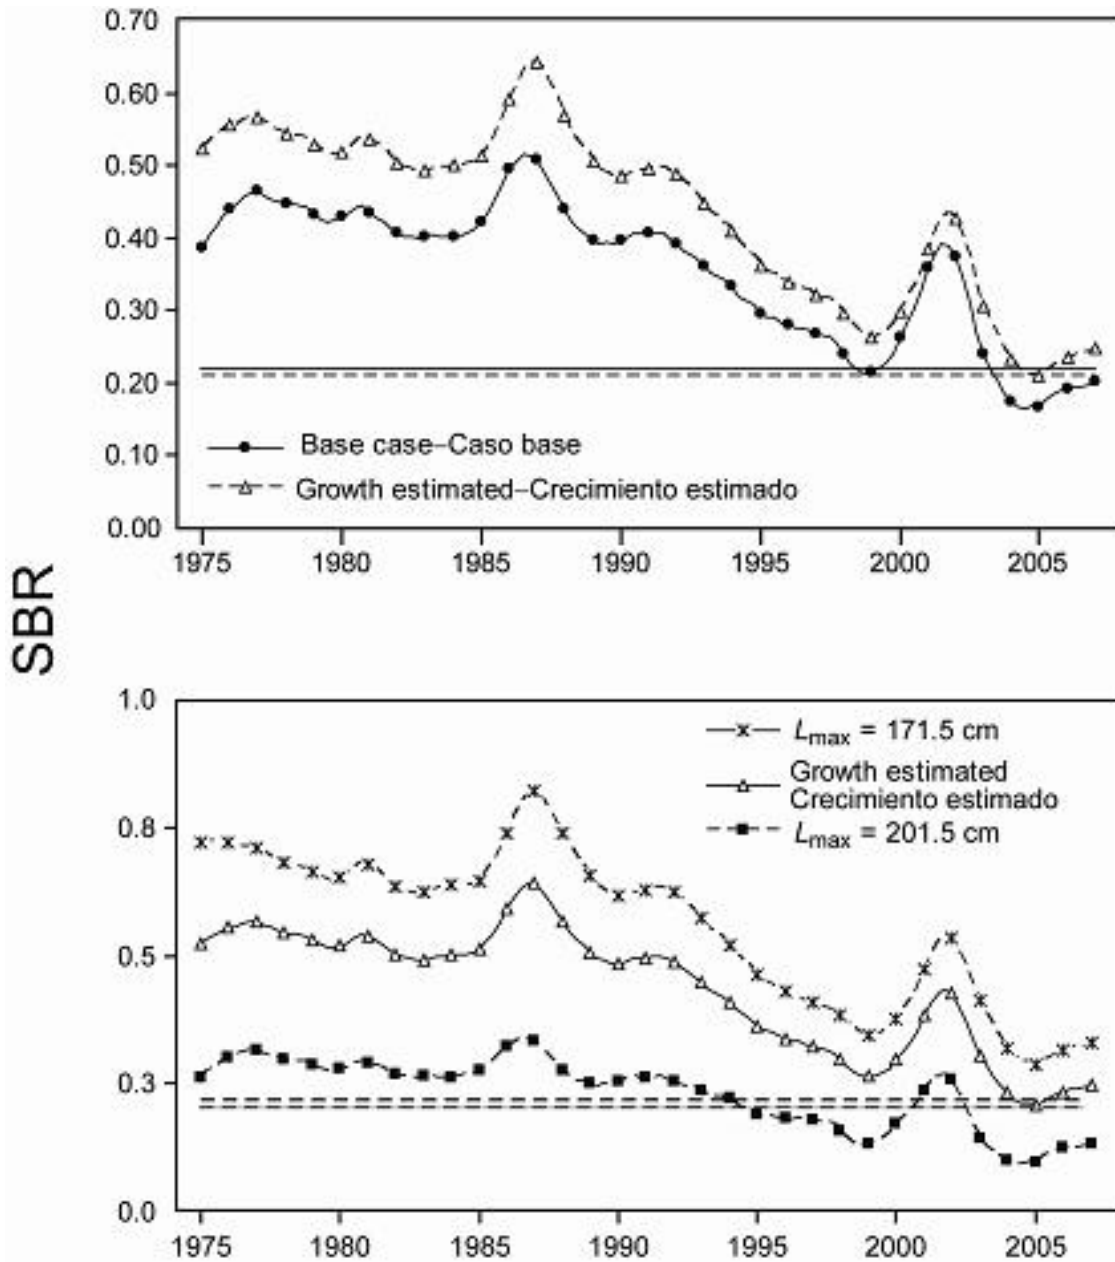 SBR
0.70
0.60
0.50
0.40
0.30
0.20
0.10
0.00
Base case–Caso base
Growth estimated–Crecimiento estimado
1975 1980 1985 1990 1995 2000 2005
1.0
0.8
0.5
0.3
0.0
Lmax = 171.5 cm
Growth estimated
Crecimiento estimado
Lmax = 201.5 cm
1975 1980 1985 1990 1995 2000 2005